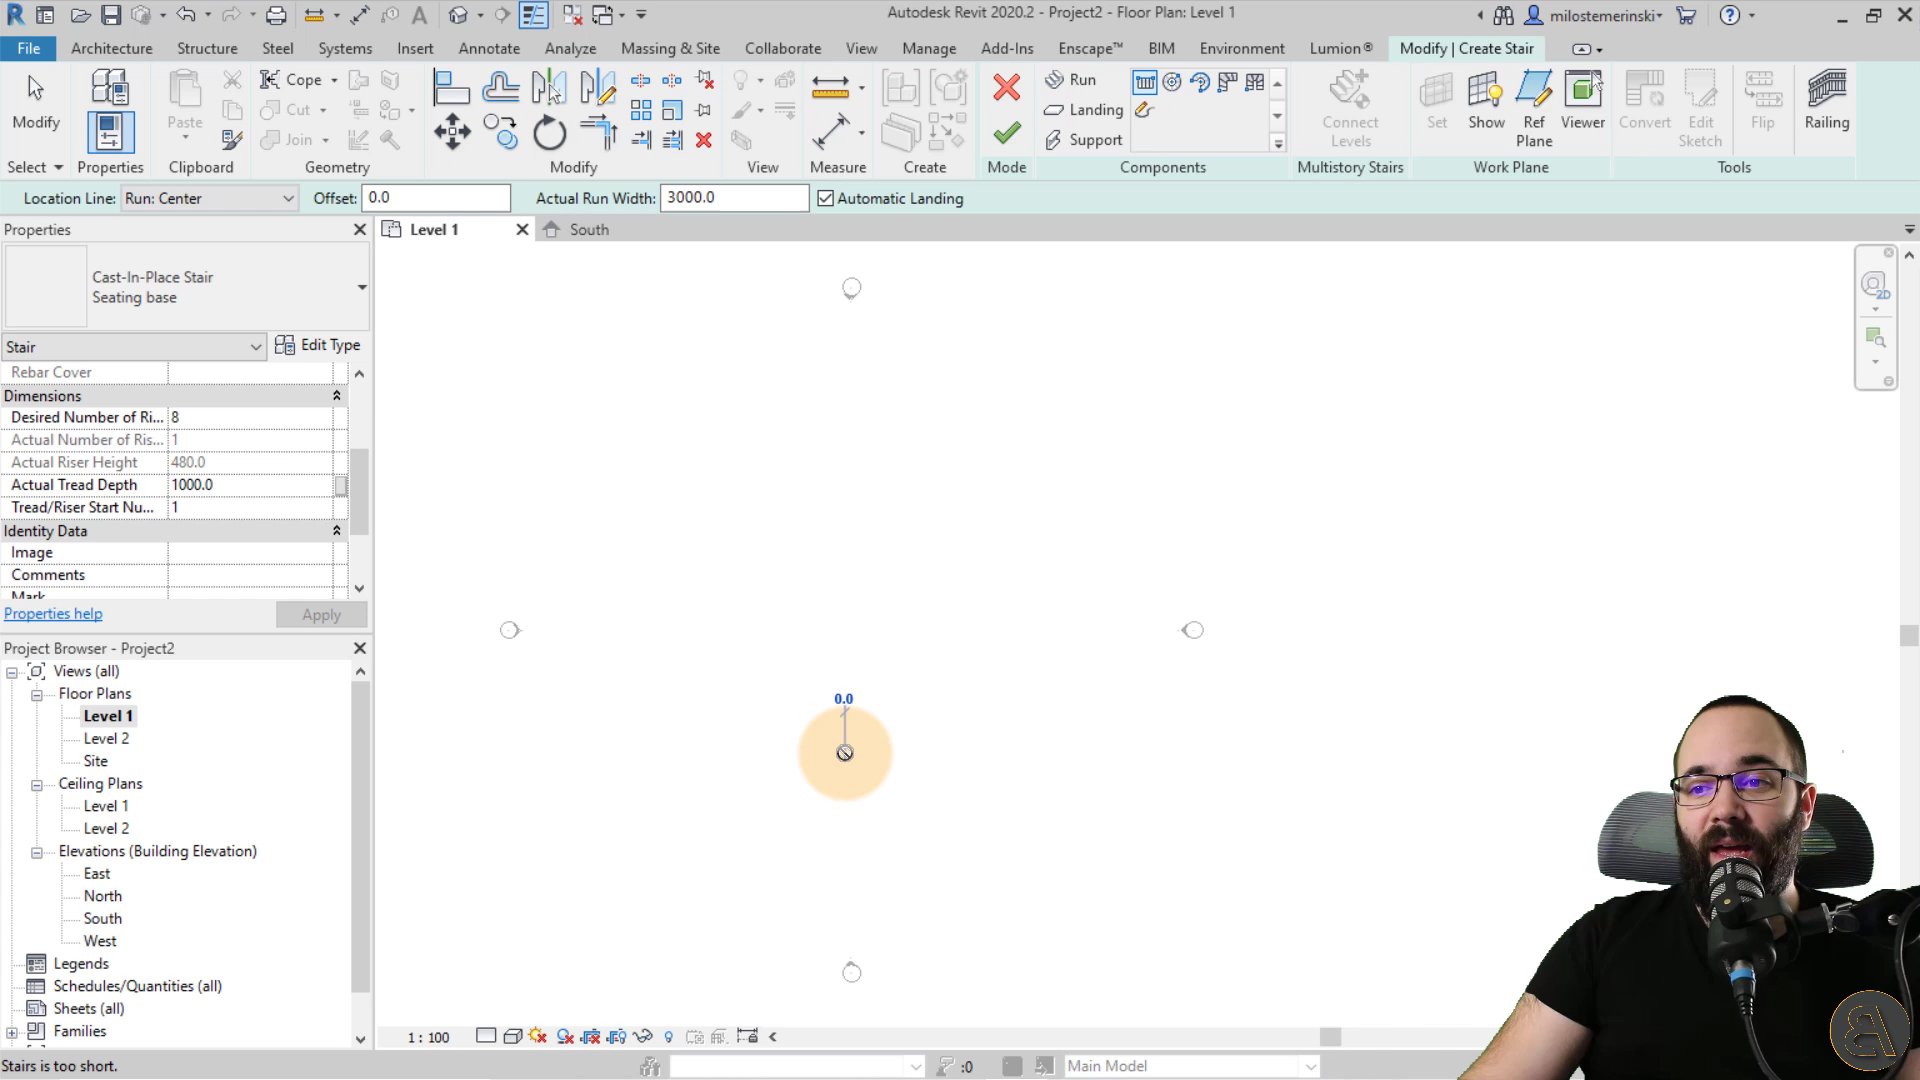 Autodesk Revit 2020.2 - Project2 - Floor Plan: Level 1
milostemerinski
File Architecture Structure Steel Systems Insert Annotate Analyze Massing & Site Collaborate View Manage Add-Ins Enscape™ BIM Environment Lumion® Modify | Create Stair
Modify
Select
Properties
Paste
Clipboard
Cope
Cut
Join
Geometry
Modify
View
Measure
Create
Mode
Run
Landing
Support
Components
Connect
Levels
Multistory Stairs
Set
Show
Ref
Plane
Viewer
Work Plane
Convert
Edit
Sketch
Flip
Railing
Tools
Location Line: Run: Center Offset: 0.0 Actual Run Width: 3000.0 Automatic Landing
Properties
Level 1
South
Cast-In-Place Stair
Seating base
Stair
Edit Type
Rebar Cover
Dimensions
Desired Number of Ri... 8
Actual Number of Ris... 1
Actual Riser Height 480.0
Actual Tread Depth 1000.0
Tread/Riser Start Nu... 1
Identity Data
Image
Comments
Mark
Properties help
Apply
Project Browser - Project2
Views (all)
Floor Plans
Level 1
Level 2
Site
Ceiling Plans
Level 1
Level 2
Elevations (Building Elevation)
East
North
South
West
Legends
Schedules/Quantities (all)
Sheets (all)
Families
0.0
2D
1 : 100
Stairs is too short.
:0
Main Model